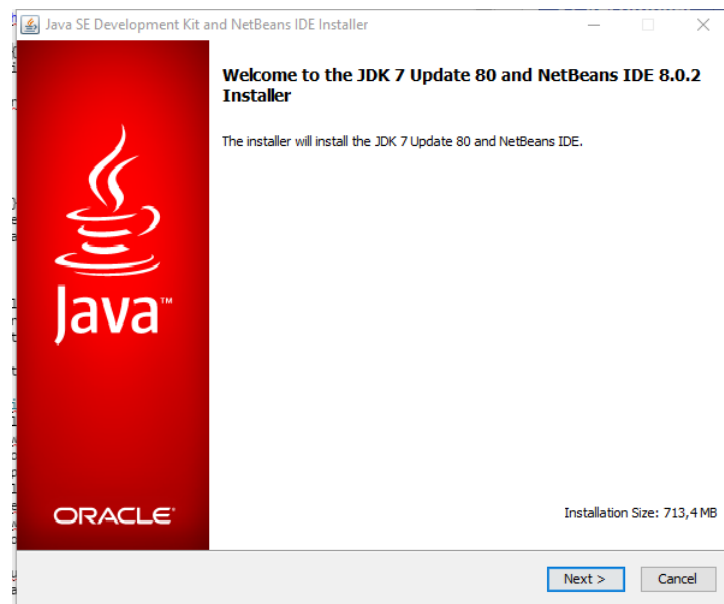 Java SE Development Kit and NetBeans IDE Installer
Welcome to the JDK 7 Update 80 and NetBeans IDE 8.0.2
Installer
The installer will install the JDK 7 Update 80 and NetBeans IDE.
Java™
ORACLE®
Installation Size: 713,4 MB
Next >
Cancel